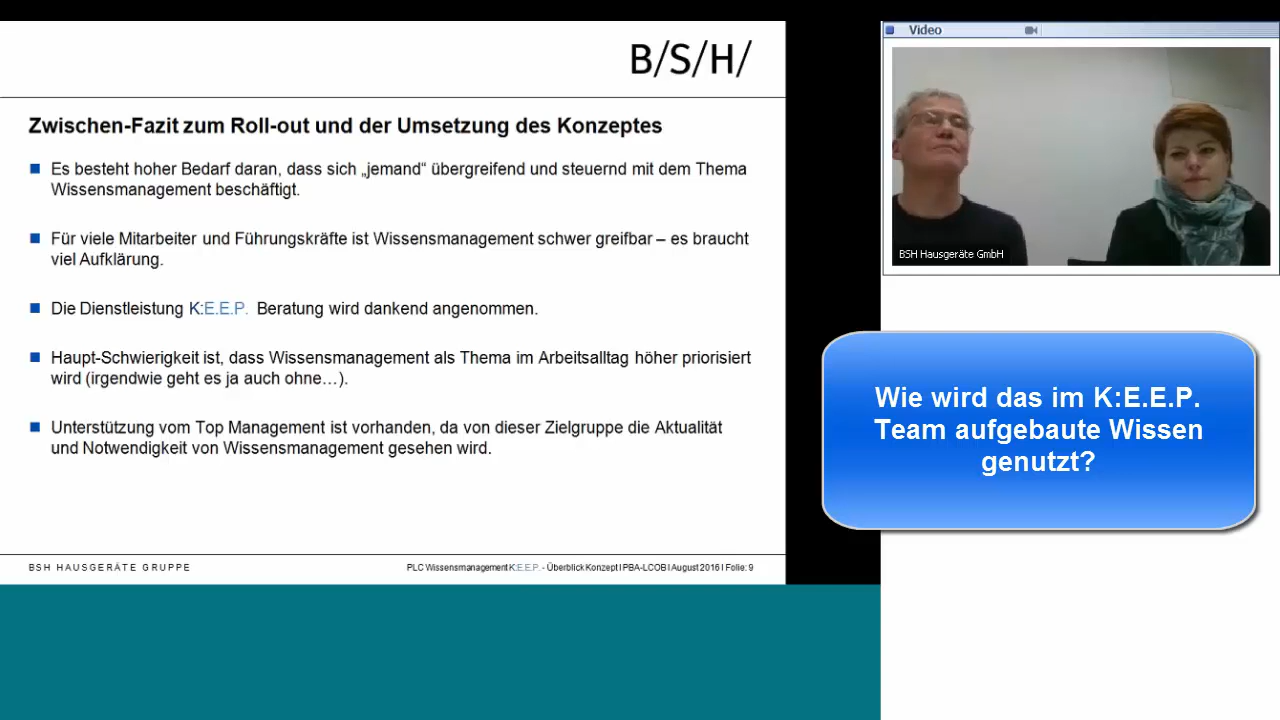 B/S/H/
Zwischen-Fazit zum Roll-out und der Umsetzung des Konzeptes
Es besteht hoher Bedarf daran, dass sich „jemand“ übergreifend und steuernd mit dem Thema
Wissensmanagement beschäftigt.
Für viele Mitarbeiter und Führungskräfte ist Wissensmanagement schwer greifbar – es braucht
viel Aufklärung.
Die Dienstleistung K:E.E.P. Beratung wird dankend angenommen.
Haupt-Schwierigkeit ist, dass Wissensmanagement als Thema im Arbeitsalltag höher priorisiert
wird (irgendwie geht es ja auch ohne…).
Unterstützung vom Top Management ist vorhanden, da von dieser Zielgruppe die Aktualität
und Notwendigkeit von Wissensmanagement gesehen wird.
BSH HAUSGERÄTE GRUPPE
PLC Wissensmanagement K:E.E.P. - Überblick Konzept I PBA-LCOB I August 2016 I Folie: 9
Video
BSH Hausgeräte GmbH
Wie wird das im K:E.E.P.
Team aufgebaute Wissen
genutzt?